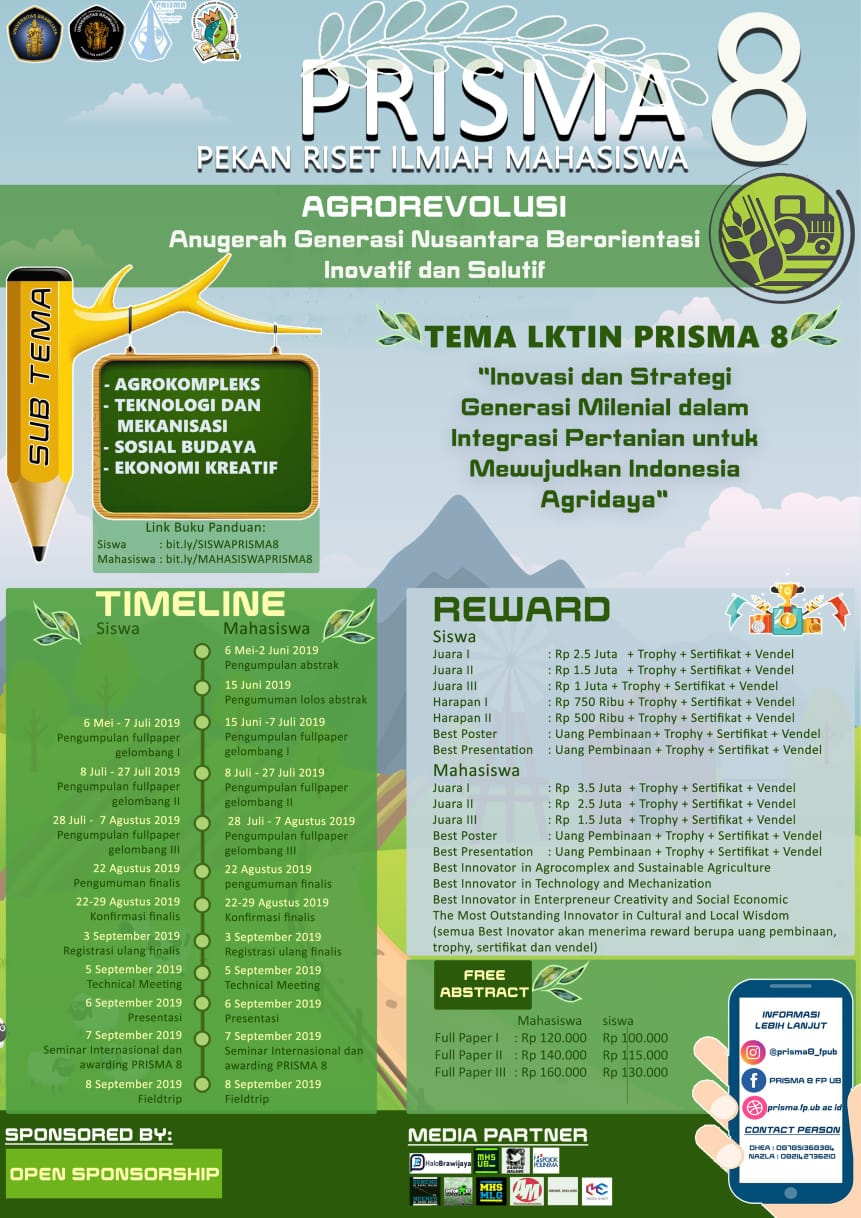 UNIVERSITAS BRAWIJAYA
PRISMA
PRISMA 8
PEKAN RISET ILMIAH MAHASISWA
AGROREVOLUSI
Anugerah Generasi Nusantara Berorientasi
Inovatif dan Solutif
SUB TEMA
- AGROKOMPLEKS
- TEKNOLOGI DAN
MEKANISASI
- SOSIAL BUDAYA
- EKONOMI KREATIF
Link Buku Panduan:
Siswa : bit.ly/SISWAPRISMA8
Mahasiswa : bit.ly/MAHASISWAPRISMA8
TEMA LKTIN PRISMA 8
"Inovasi dan Strategi
Generasi Milenial dalam
Integrasi Pertanian untuk
Mewujudkan Indonesia
Agridaya"
TIMELINE
Siswa
6 Mei - 7 Juli 2019
Pengumpulan fullpaper
gelombang I
8 Juli - 27 Juli 2019
Pengumpulan fullpaper
gelombang II
28 Juli - 7 Agustus 2019
Pengumpulan fullpaper
gelombang III
22 Agustus 2019
Pengumuman finalis
22-29 Agustus 2019
Konfirmasi finalis
3 September 2019
Registrasi ulang finalis
5 September 2019
Technical Meeting
6 September 2019
Presentasi
7 September 2019
Seminar Internasional dan
awarding PRISMA 8
8 September 2019
Fieldtrip
Mahasiswa
6 Mei-2 Juni 2019
Pengumpulan abstrak
15 Juni 2019
Pengumuman lolos abstrak
15 Juni -7 Juli 2019
Pengumpulan fullpaper
gelombang I
8 Juli - 27 Juli 2019
Pengumpulan fullpaper
gelombang II
28 Juli - 7 Agustus 2019
Pengumpulan fullpaper
gelombang III
22 Agustus 2019
pengumuman finalis
22-29 Agustus 2019
Konfirmasi finalis
3 September 2019
Registrasi ulang finalis
5 September 2019
Technical Meeting
6 September 2019
Presentasi
7 September 2019
Seminar Internasional dan
awarding PRISMA 8
8 September 2019
Fieldtrip
REWARD
Siswa
Juara I : Rp 2.5 Juta + Trophy + Sertifikat + Vendel
Juara II : Rp 1.5 Juta + Trophy + Sertifikat + Vendel
Juara III : Rp 1 Juta + Trophy + Sertifikat + Vendel
Harapan I : Rp 750 Ribu + Trophy + Sertifikat + Vendel
Harapan II : Rp 500 Ribu + Trophy + Sertifikat + Vendel
Best Poster : Uang Pembinaan + Trophy + Sertifikat + Vendel
Best Presentation : Uang Pembinaan + Trophy + Sertifikat + Vendel
Mahasiswa
Juara I : Rp 3.5 Juta + Trophy + Sertifikat + Vendel
Juara II : Rp 2.5 Juta + Trophy + Sertifikat + Vendel
Juara III : Rp 1.5 Juta + Trophy + Sertifikat + Vendel
Best Poster : Uang Pembinaan + Trophy + Sertifikat + Vendel
Best Presentation : Uang Pembinaan + Trophy + Sertifikat + Vendel
Best Innovator in Agrocomplex and Sustainable Agriculture
Best Innovator in Technology and Mechanization
Best Innovator in Enterpreneur Creativity and Social Economic
The Most Outstanding Innovator in Cultural and Local Wisdom
(semua Best Inovator akan menerima reward berupa uang pembinaan,
trophy, sertifikat dan vendel)
FREE
ABSTRACT
Mahasiswa siswa
Full Paper I : Rp 120.000 Rp 100.000
Full Paper II : Rp 140.000 Rp 115.000
Full Paper III : Rp 160.000 Rp 130.000
INFORMASI
LEBIH LANJUT
@prisma8_fpub
PRISMA 8 FP UB
prisma.fp.ub.ac.id
CONTACT PERSON
DHEA : 087851368384
NAZLA : 082142736210
SPONSORED BY:
OPEN SPONSORSHIP
MEDIA PARTNER
HaloBrawijaya
MHS
UB
POJOK
POLINEMA
MHS
MLG